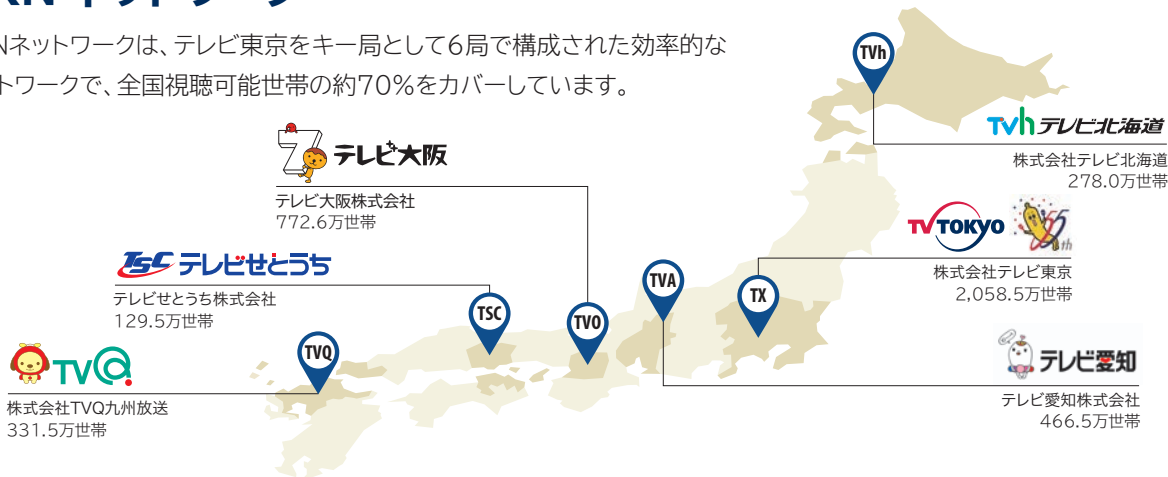 Nネットワークは、テレビ東京をキー局として6局で構成された効率的な
トワークで、全国視聴可能世帯の約70%をカバーしています。
TVh
TVh テレビ北海道
株式会社テレビ北海道
278.0万世帯
7 テレビ大阪
テレビ大阪株式会社
772.6万世帯
TV TOKYO 55th
株式会社テレビ東京
2,058.5万世帯
TSC テレビせとうち
テレビせとうち株式会社
129.5万世帯
TSC
TVO
TVA
TX
TVQ
TVQ
株式会社TVQ九州放送
331.5万世帯
テレビ愛知
テレビ愛知株式会社
466.5万世帯